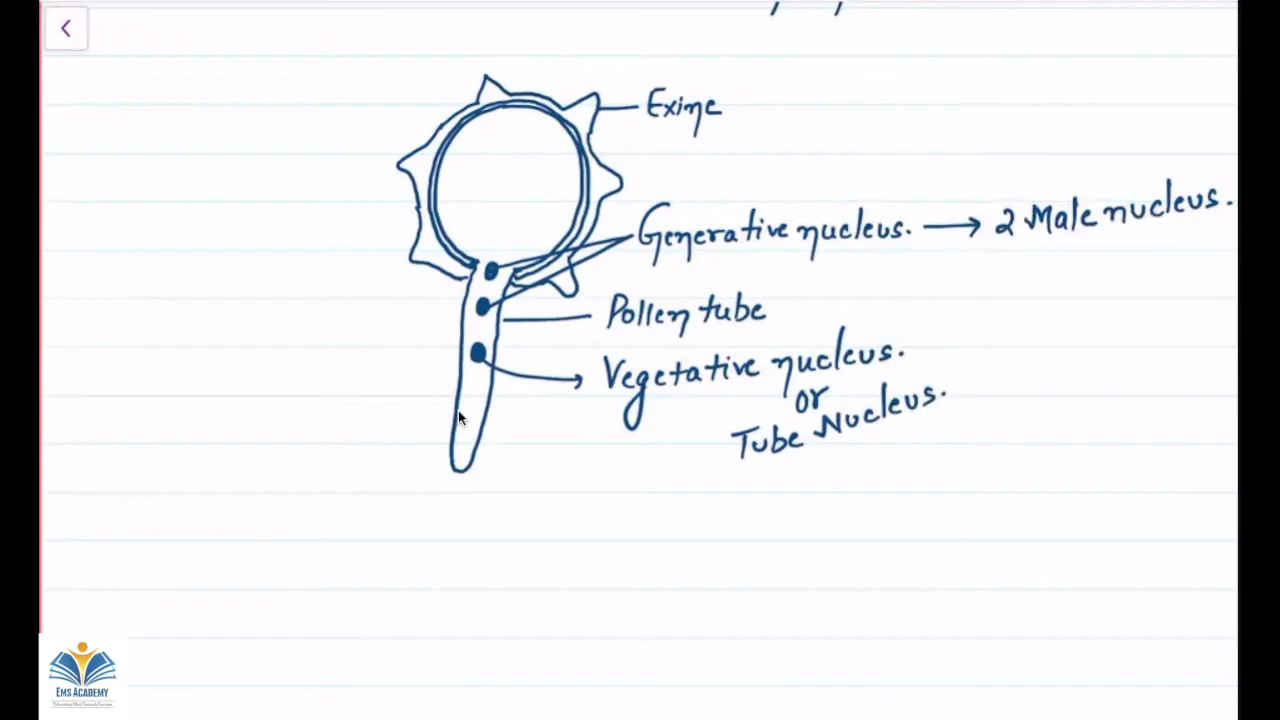 Exine
Generative nucleus. → 2 Male nucleus.
Pollen tube
Vegetative nucleus.
or
Tube Nucleus.
EMS ACADEMY